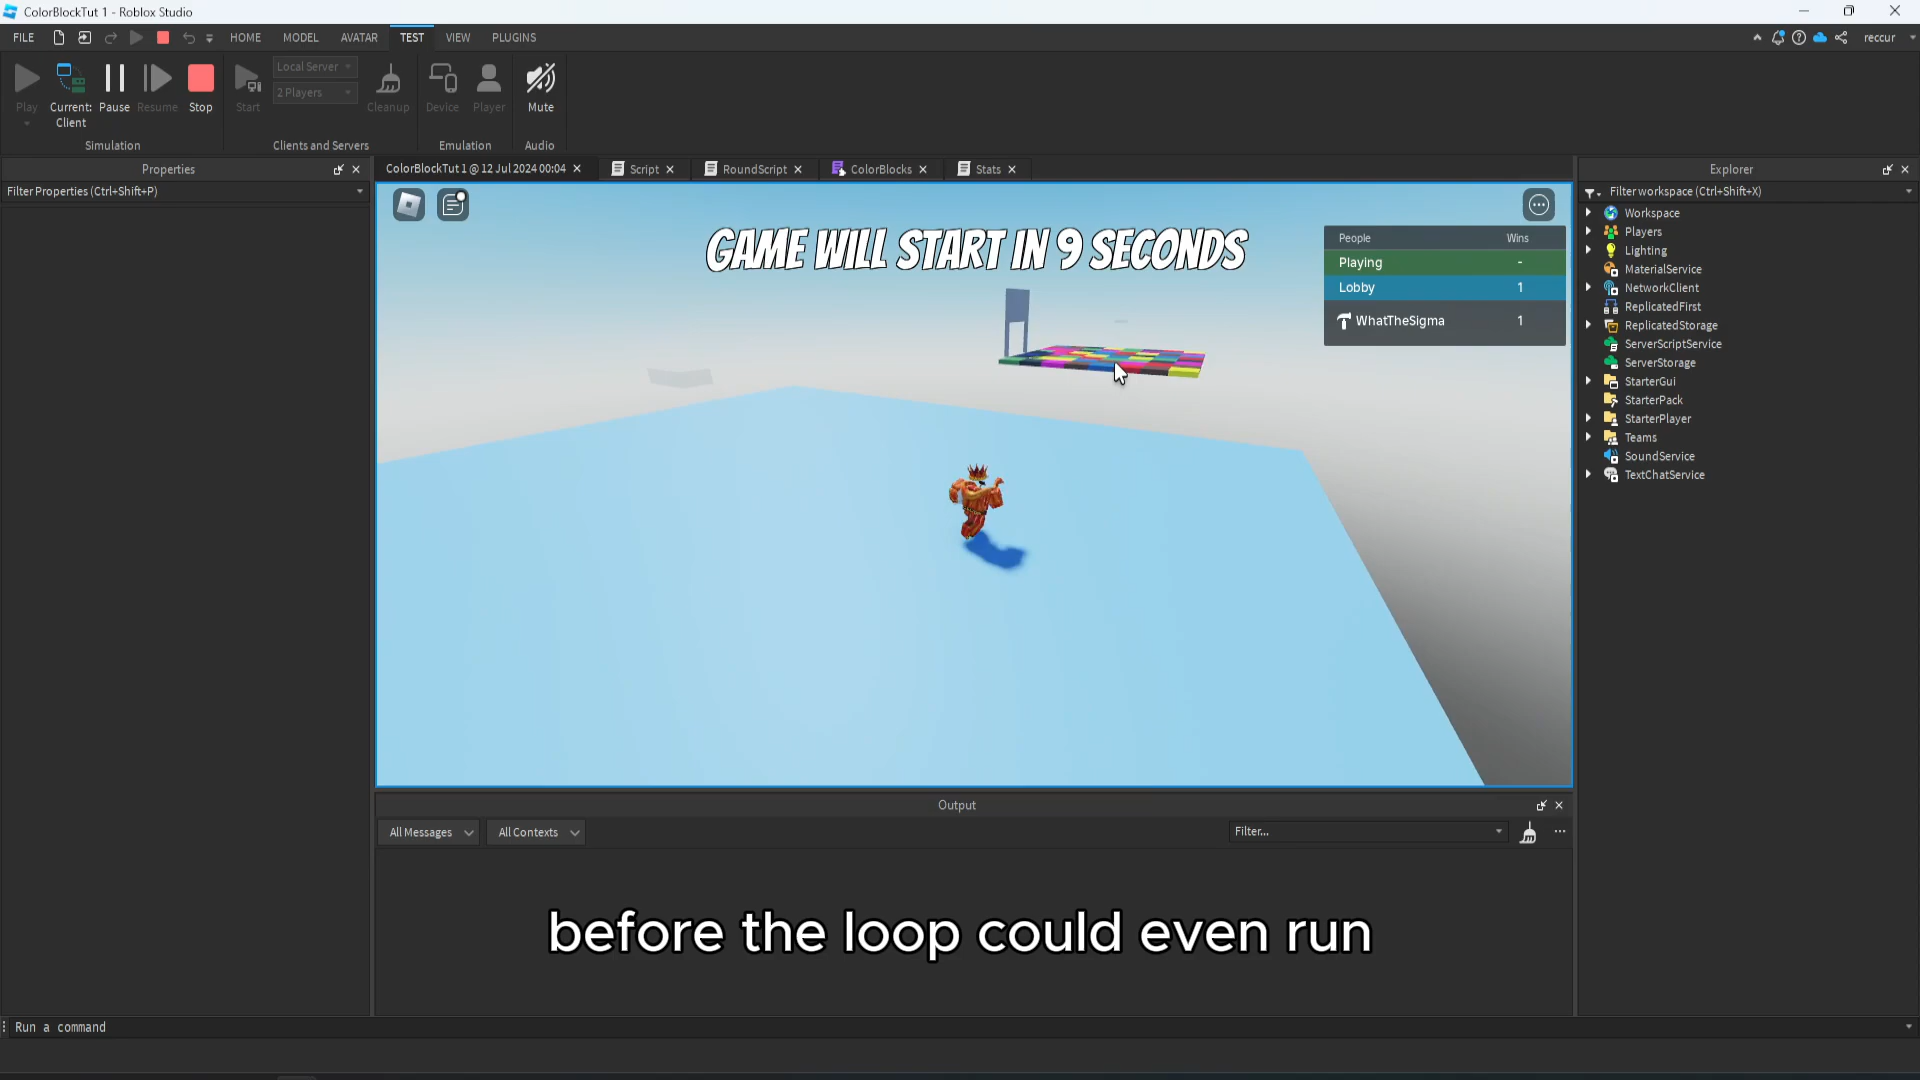 ColorBlockTut 1 - Roblox Studio
FILE HOME MODEL AVATAR TEST VIEW PLUGINS reccur
Play Current: Client Pause Resume Stop
Start Local Server 2 Players Cleanup
Device Player
Mute
Simulation Clients and Servers Emulation Audio
Properties
Filter Properties (Ctrl+Shift+P)
ColorBlockTut 1 @ 12 Jul 2024 00:04 Script RoundScript ColorBlocks Stats
GAME WILL START IN 9 SECONDS
People Wins
Playing -
Lobby 1
WhatTheSigma 1
Explorer
Filter workspace (Ctrl+Shift+X)
Workspace
Players
Lighting
MaterialService
NetworkClient
ReplicatedFirst
ReplicatedStorage
ServerScriptService
ServerStorage
StarterGui
StarterPack
StarterPlayer
Teams
SoundService
TextChatService
Output
All Messages All Contexts Filter...
before the loop could even run
Run a command